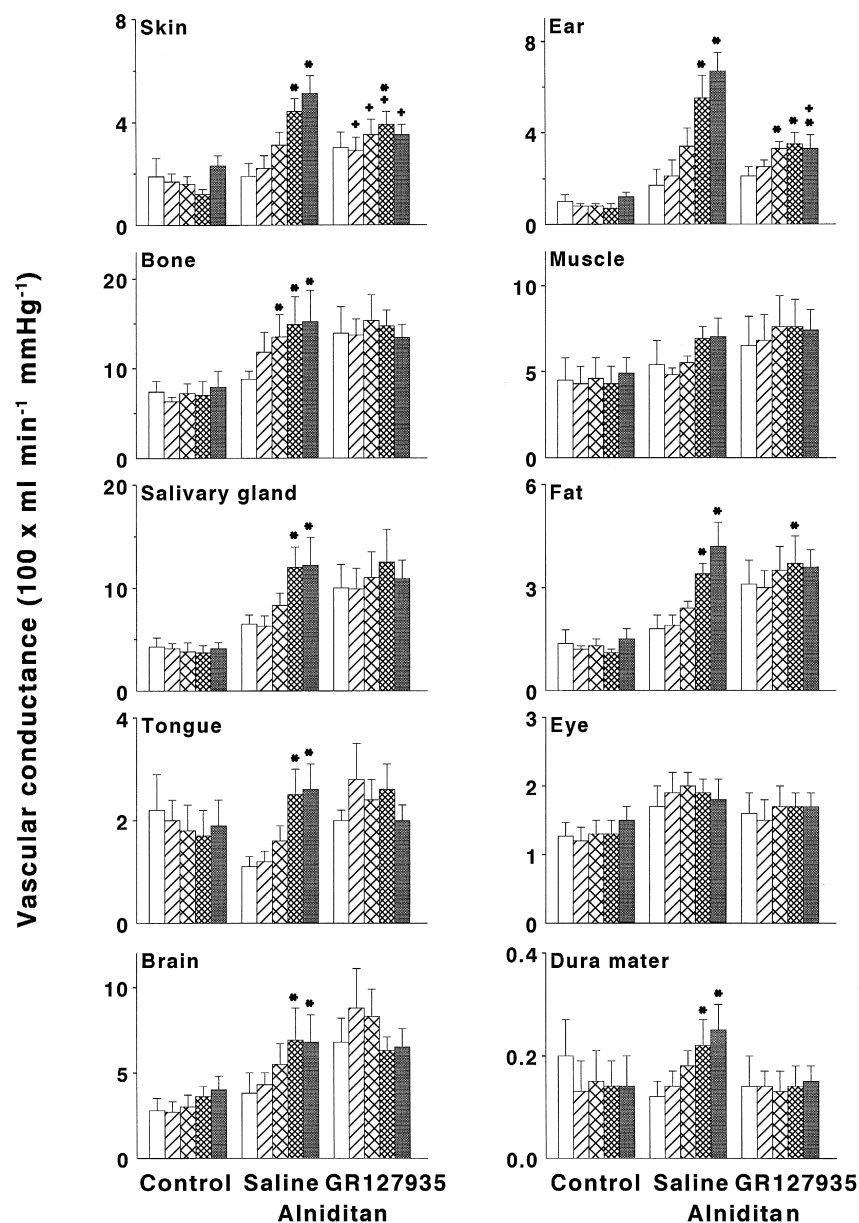 Vascular conductance (100 x ml min-1 mmHg-1)
Skin
8
4
0
* * + + * + +
Ear
8
4
0
* * * * + *
Bone
20
10
0
* * *
Muscle
10
5
0
Salivary gland
20
10
0
* *
Fat
6
3
0
* * *
Tongue
4
2
0
* *
Eye
3
2
1
0
Brain
10
5
0
* *
Dura mater
0.4
0.2
0.0
* *
Control Saline GR127935
Alniditan
Control Saline GR127935
Alniditan